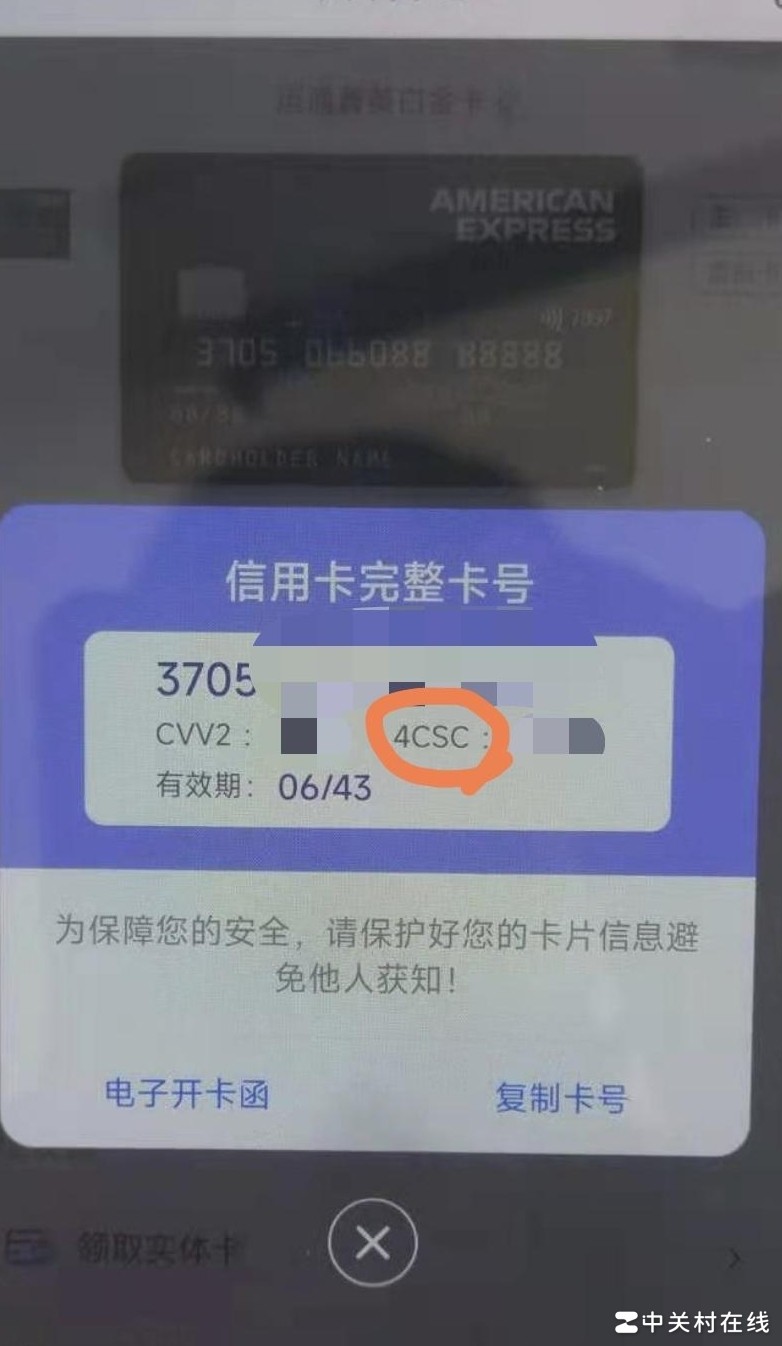 AMERICAN
EXPRESS
7997
CARDHOLDER NAME
信用卡完整卡号
3705
CVV2：
4CSC：
有效期： 06/43
为保障您的安全，请保护好您的卡片信息避
免他人获知！
电子开卡函
复制卡号
领取实体卡
中关村在线